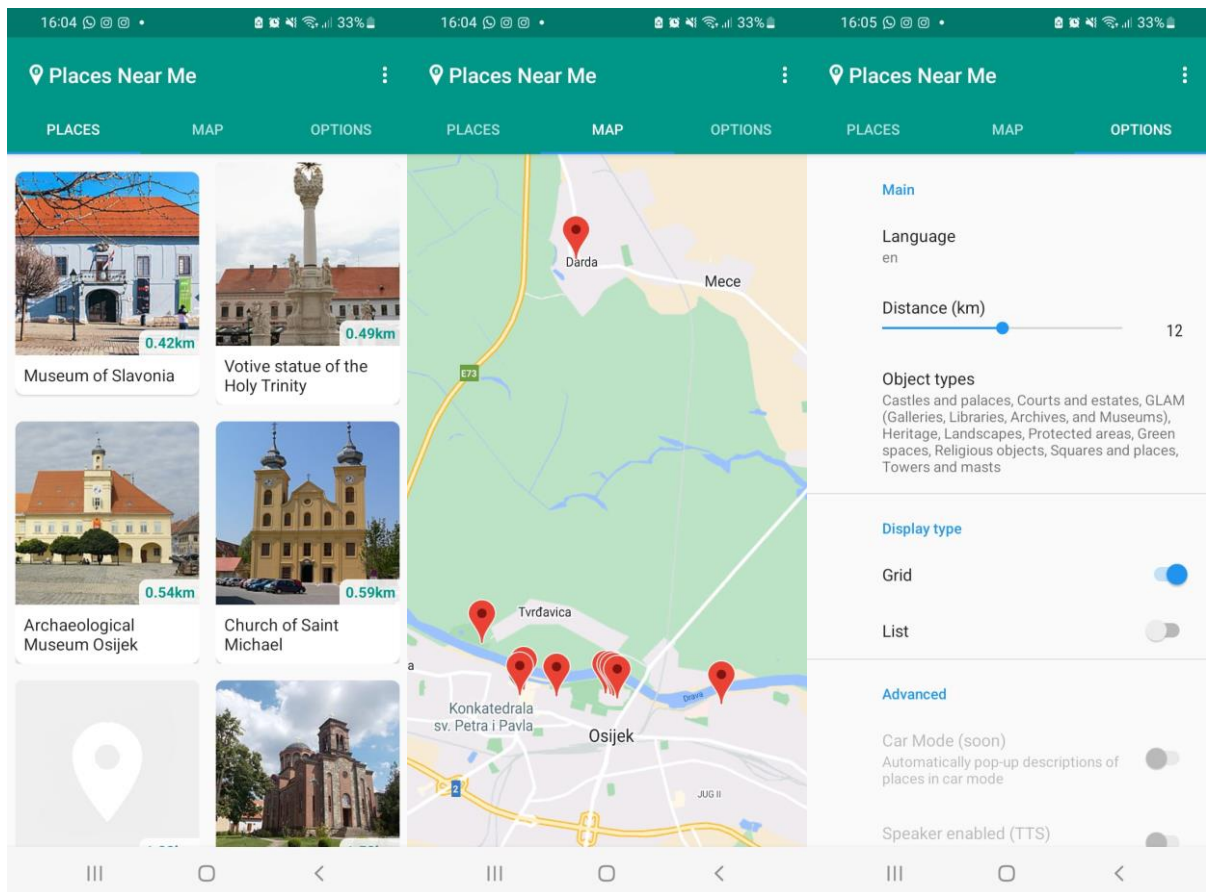 16:04
33%
Places Near Me
PLACES MAP OPTIONS
0.42km
Museum of Slavonia
0.49km
Votive statue of the
Holy Trinity
0.54km
Archaeological
Museum Osijek
0.59km
Church of Saint
Michael
16:04
33%
Places Near Me
PLACES MAP OPTIONS
Darda
Mece
E73
Tvrđavica
Konkatedrala
sv. Petra i Pavla
Drava
Osijek
2
JUG II
16:05
33%
Places Near Me
PLACES MAP OPTIONS
Main
Language
en
Distance (km)
12
Object types
Castles and palaces, Courts and estates, GLAM
(Galleries, Libraries, Archives, and Museums),
Heritage, Landscapes, Protected areas, Green
spaces, Religious objects, Squares and places,
Towers and masts
Display type
Grid
List
Advanced
Car Mode (soon)
Automatically pop-up descriptions of
places in car mode
Speaker enabled (TTS)